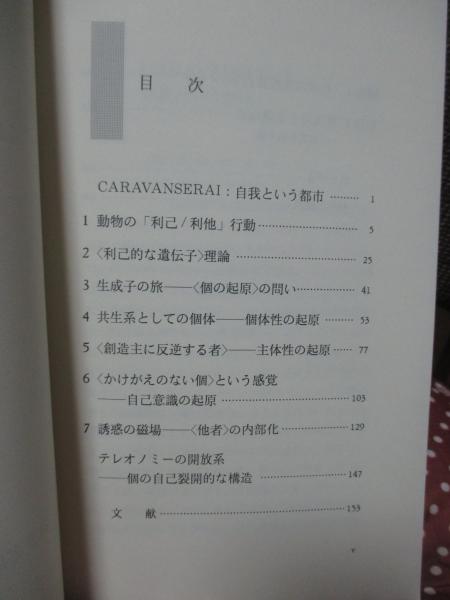 目 次
CARAVANSERAI : 自我という都市 ……… 1
1 動物の「利己/利他」行動 ……… 5
2 〈利己的な遺伝子〉理論 ……… 25
3 生成子の旅——〈個の起原〉の問い ……… 41
4 共生系としての個体——個体性の起原 ……… 53
5 〈創造主に反逆する者〉——主体性の起原 …… 77
6 〈かけがえのない個〉という感覚
——自己意識の起原 ……… 103
7 誘惑の磁場——〈他者〉の内部化 ……… 129
テレオノミーの開放系
——個の自己裂開的な構造 ……… 147
文 献 ……… 153
v